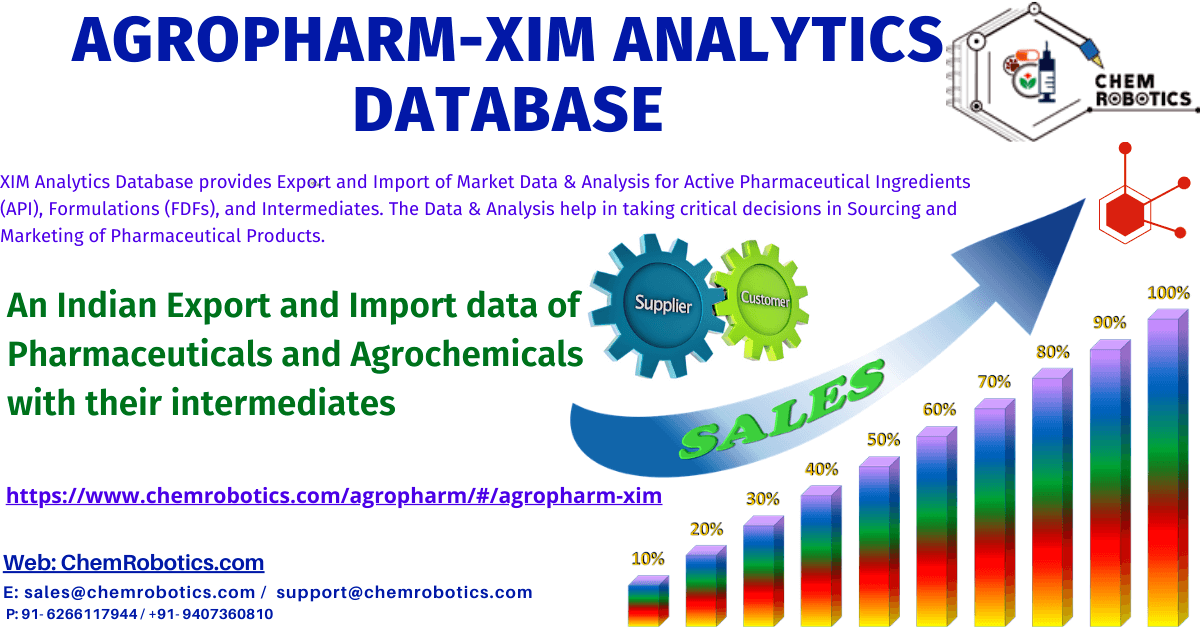 AGROPHARM-XIM ANALYTICS
DATABASE
CHEM
ROBOTICS
XIM Analytics Database provides Export and Import of Market Data & Analysis for Active Pharmaceutical Ingredients
(API), Formulations (FDFs), and Intermediates. The Data & Analysis help in taking critical decisions in Sourcing and
Marketing of Pharmaceutical Products.
An Indian Export and Import data of
Pharmaceuticals and Agrochemicals
with their intermediates
Supplier
Customer
SALES
10%
20%
30%
40%
50%
60%
70%
80%
90%
100%
https://www.chemrobotics.com/agropharm/#/agropharm-xim
Web: ChemRobotics.com
E: sales@chemrobotics.com / support@chemrobotics.com
P: 91- 6266117944 / +91- 9407360810